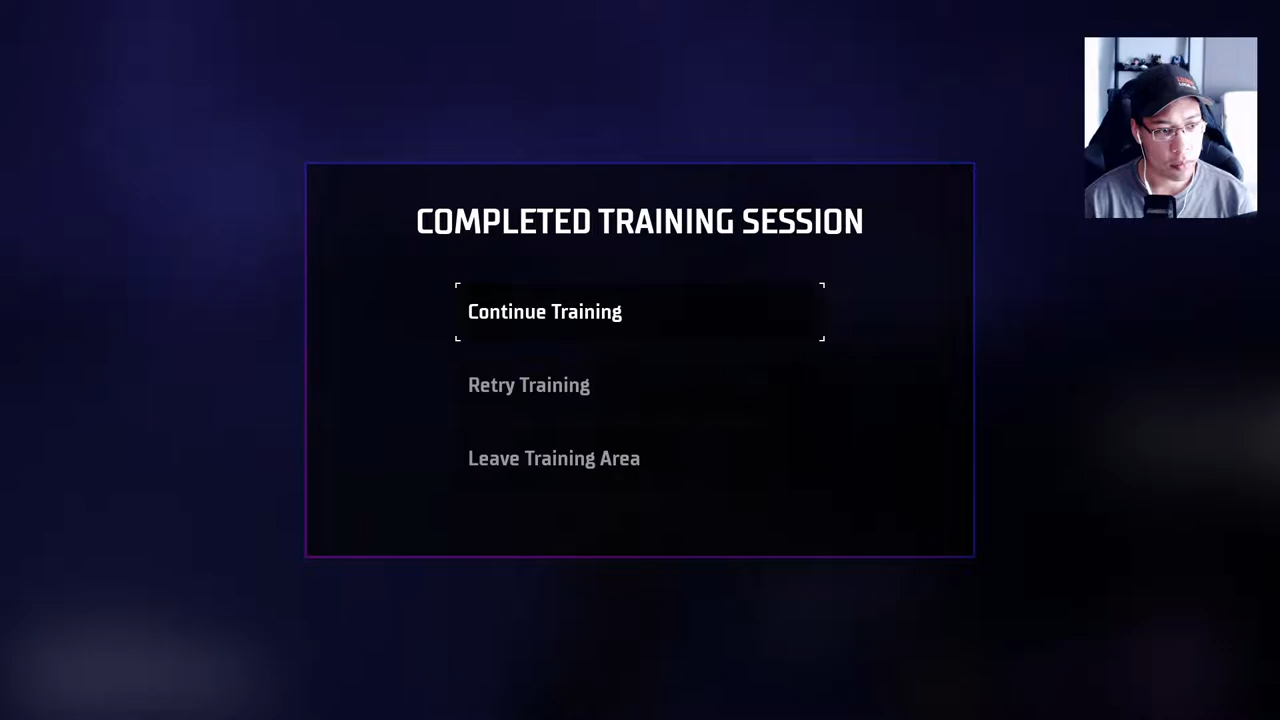 COMPLETED TRAINING SESSION
Continue Training
Retry Training
Leave Training Area